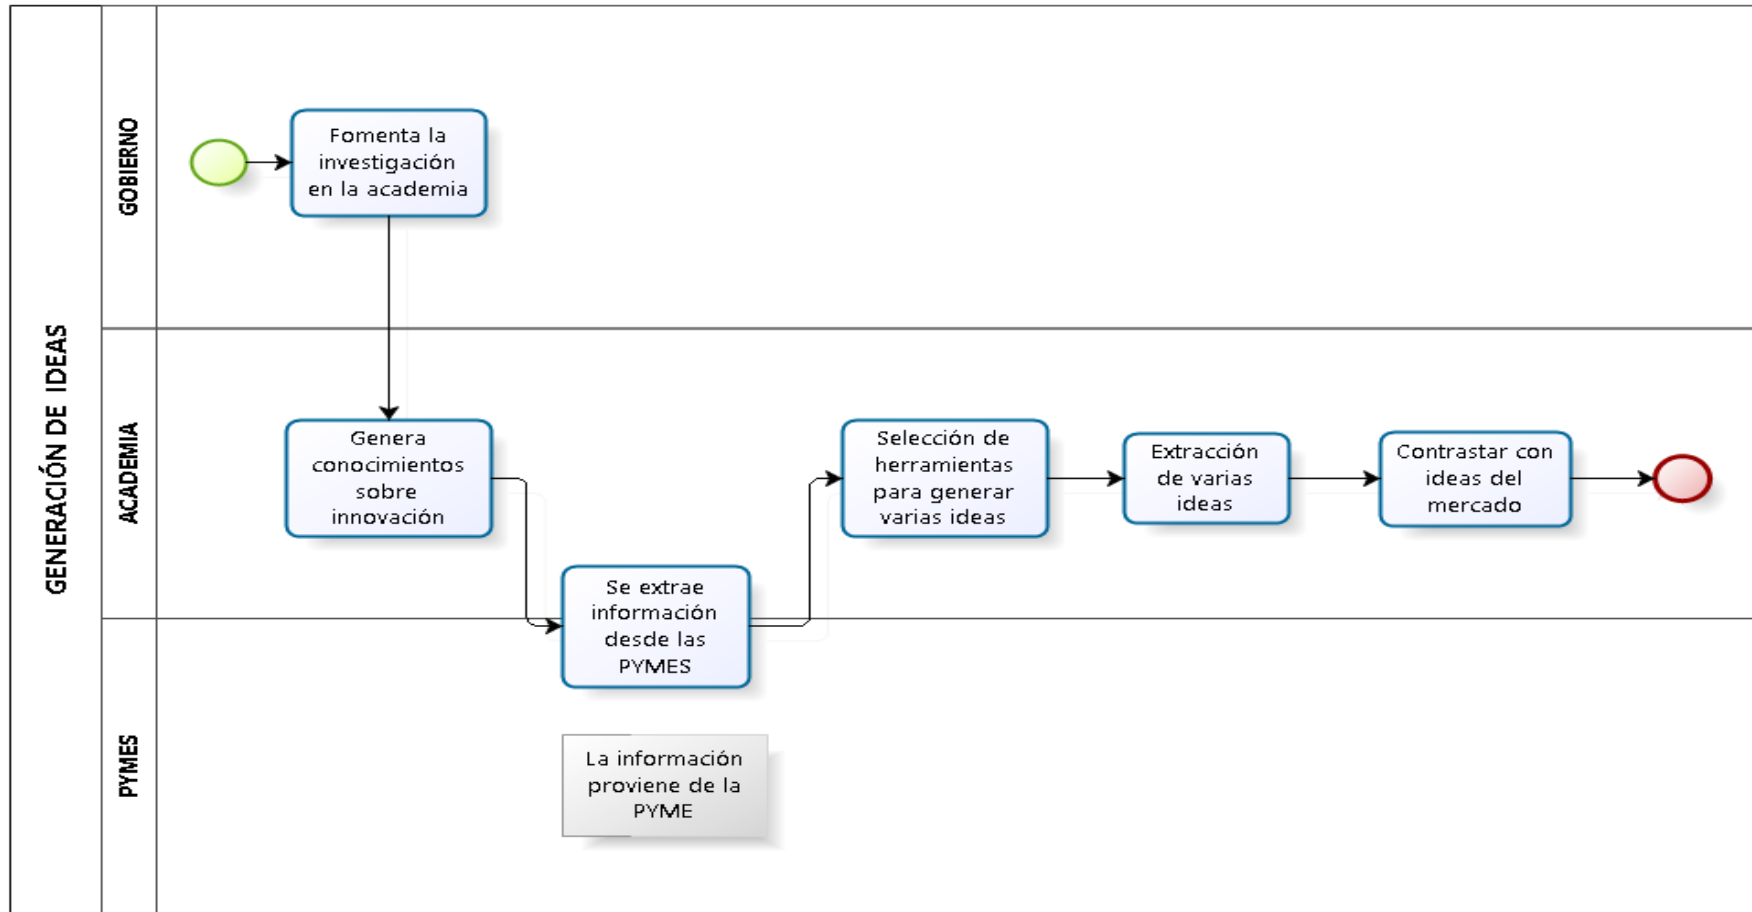 GENERACIÓN DE IDEAS
GOBIERNO
Fomenta la
investigación
en la academia
ACADEMIA
Genera
conocimientos
sobre
innovación
Se extrae
información
desde las
PYMES
Selección de
herramientas
para generar
varias ideas
Extracción
de varias
ideas
Contrastar con
ideas del
mercado
PYMES
La información
proviene de la
PYME